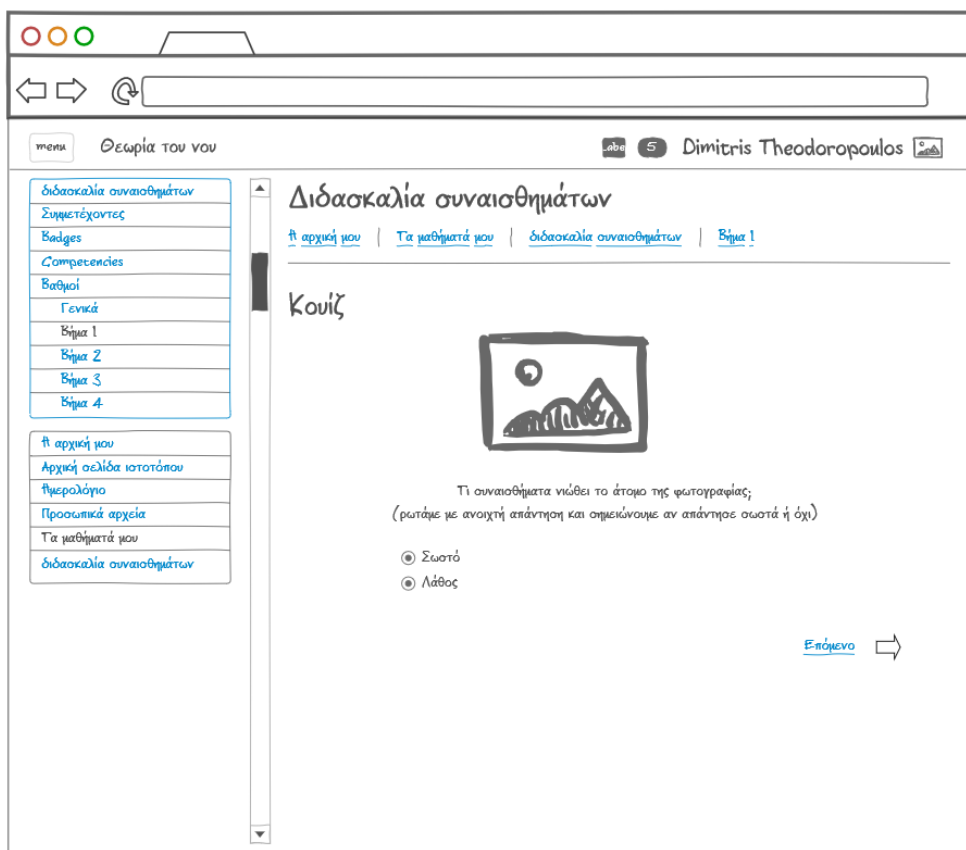 menu Θεωρία του νου
5 Dimitris Theodoropoulos
διδασκαλία συναισθημάτων
Συμμετέχοντες
Badges
Competencies
Βαθμοί
Γενικά
Βήμα 1
Βήμα 2
Βήμα 3
Βήμα 4
Η αρχική μου
Αρχική σελίδα ιστοτόπου
Ημερολόγιο
Προσωπικά αρχεία
Τα μαθήματά μου
διδασκαλία συναισθημάτων
Διδασκαλία συναισθημάτων
Η αρχική μου | Τα μαθήματά μου | διδασκαλία συναισθημάτων | Βήμα 1
Κουίζ
Τι συναισθήματα νιώθει το άτομο της φωτογραφίας;
(ρωτάμε με ανοιχτή απάντηση και σημειώνουμε αν απάντησε σωστά ή όχι)
Σωστό
Λάθος
Επόμενο